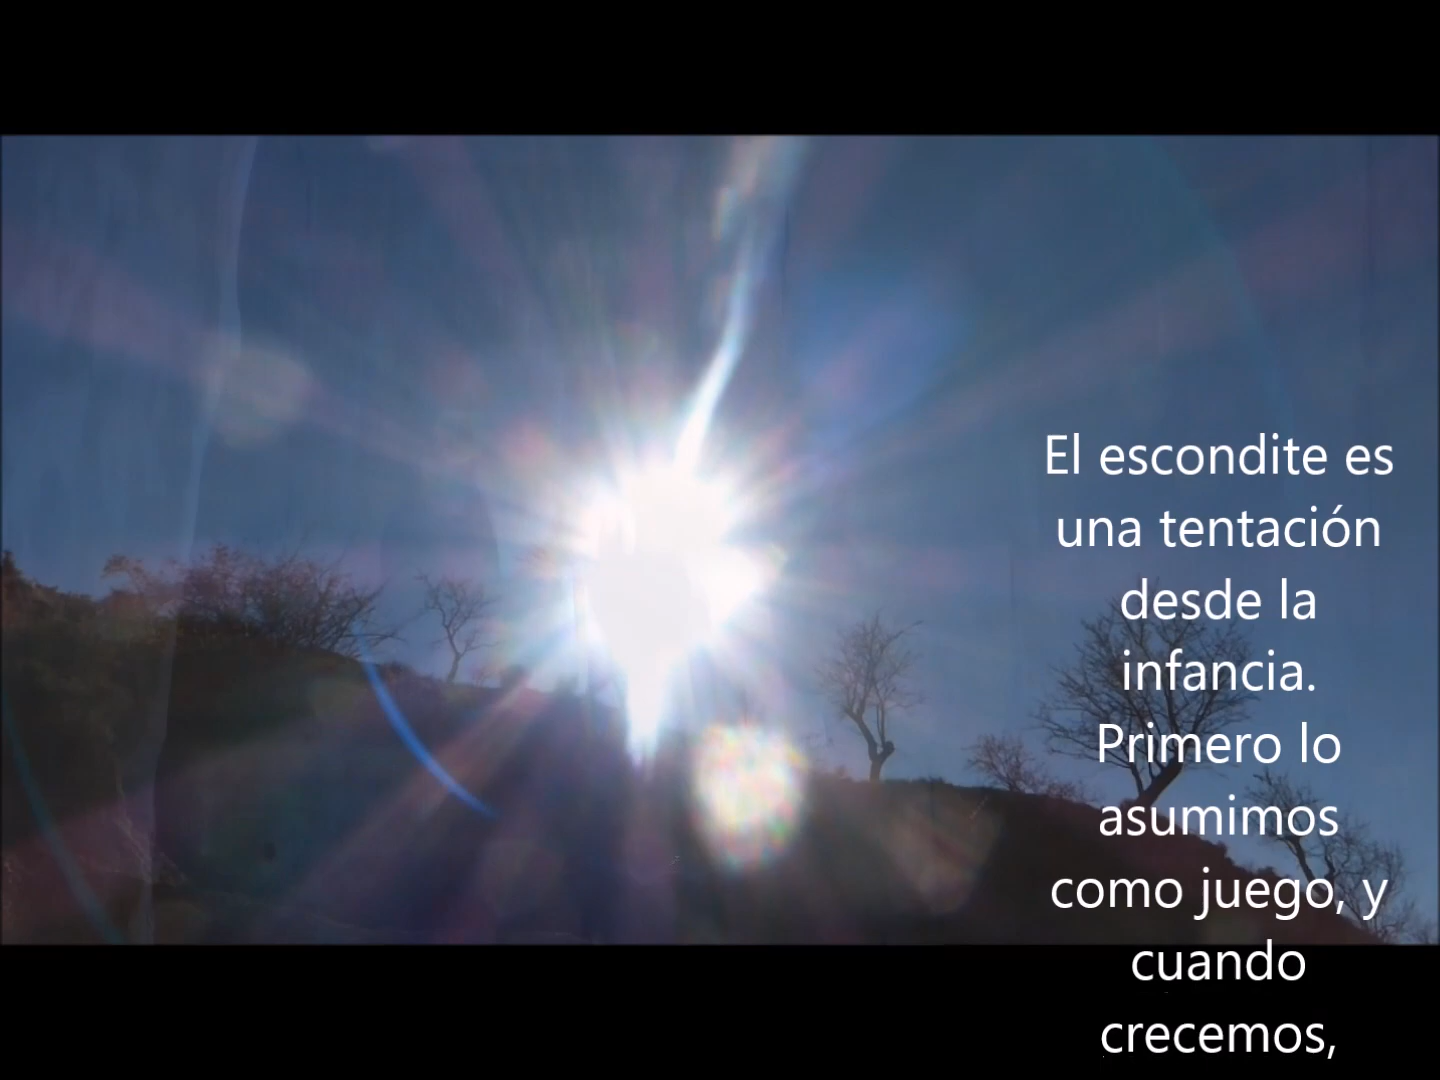 El escondite es
una tentación
desde la
infancia.
Primero lo
asumimos
como juego, y
cuando
crecemos,